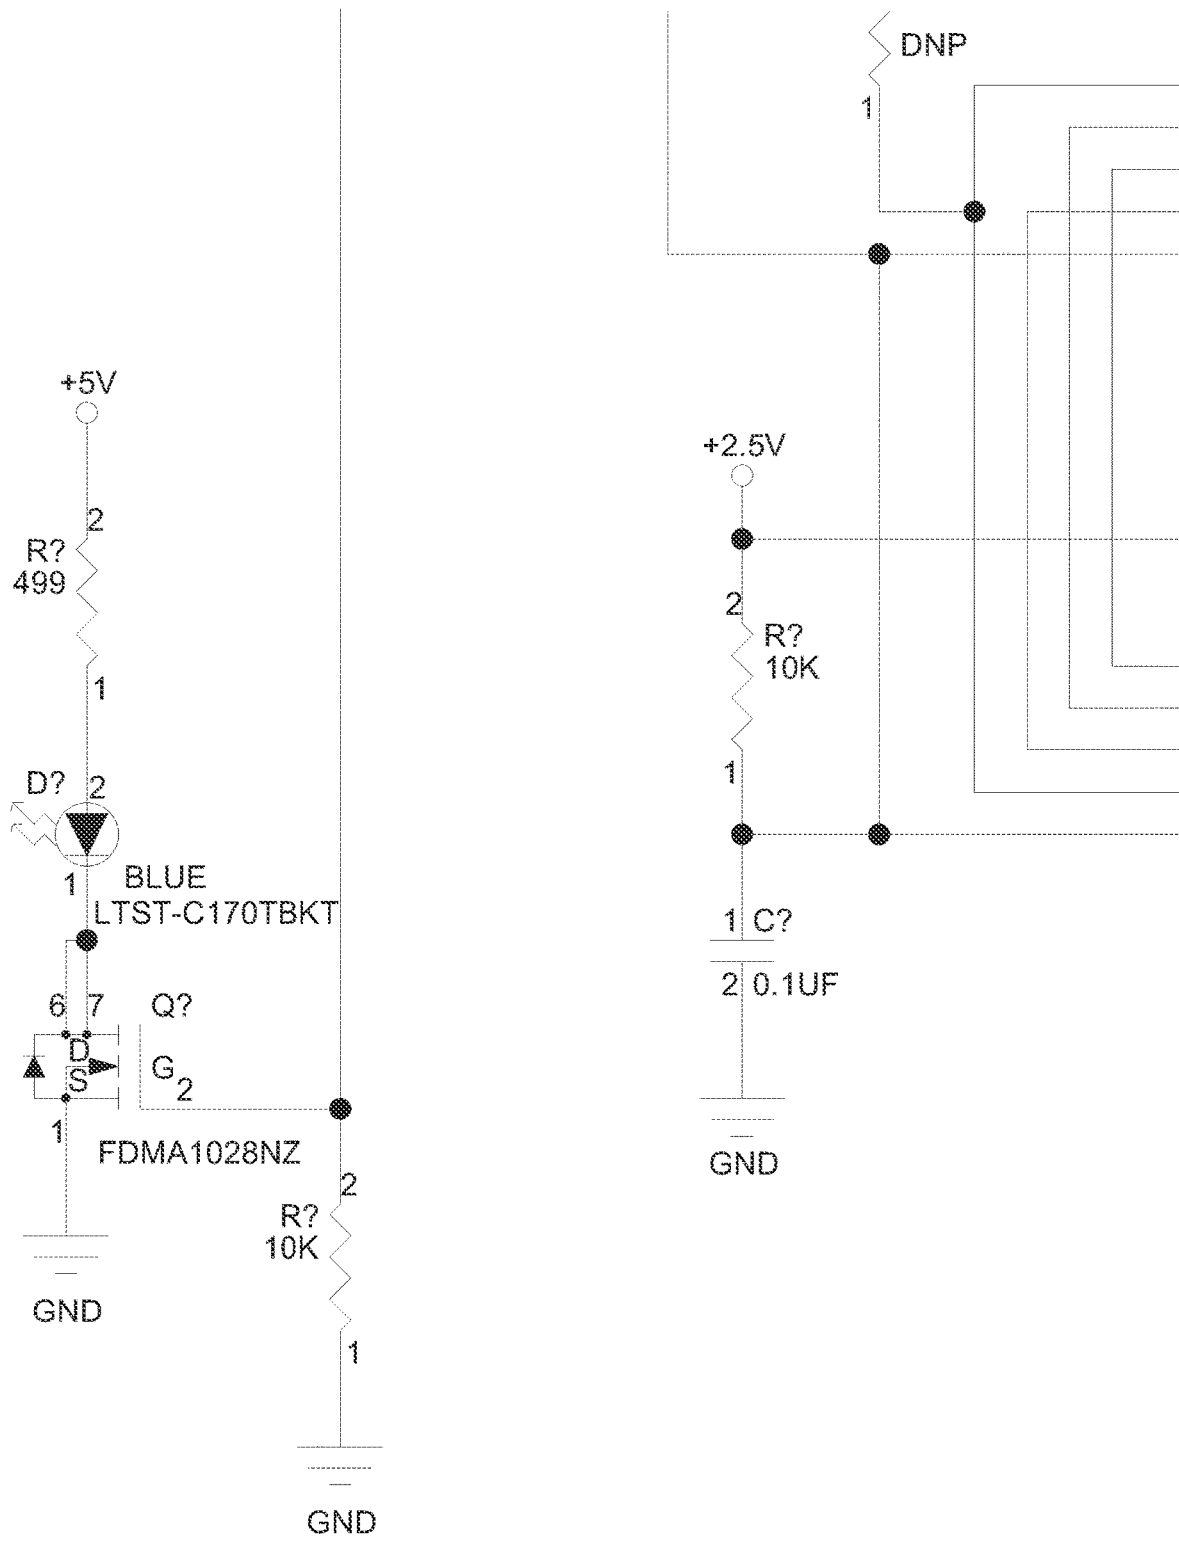 DNP
1
+5V
2
R?
499
1
D?
2
1
BLUE
LTST-C170TBKT
6
7
Q?
D
G
S
2
1
FDMA1028NZ
GND
2
R?
10K
1
GND
+2.5V
2
R?
10K
1
1
C?
2
0.1UF
GND